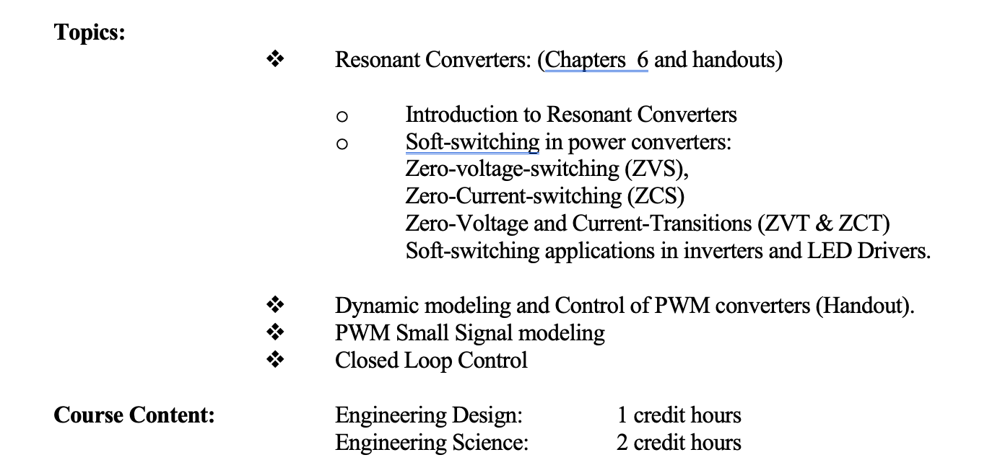 Topics:
❖ Resonant Converters: (Chapters 6 and handouts)
o Introduction to Resonant Converters
o Soft-switching in power converters:
Zero-voltage-switching (ZVS),
Zero-Current-switching (ZCS)
Zero-Voltage and Current-Transitions (ZVT & ZCT)
Soft-switching applications in inverters and LED Drivers.
❖ Dynamic modeling and Control of PWM converters (Handout).
❖ PWM Small Signal modeling
❖ Closed Loop Control
Course Content: Engineering Design: 1 credit hours
Engineering Science: 2 credit hours